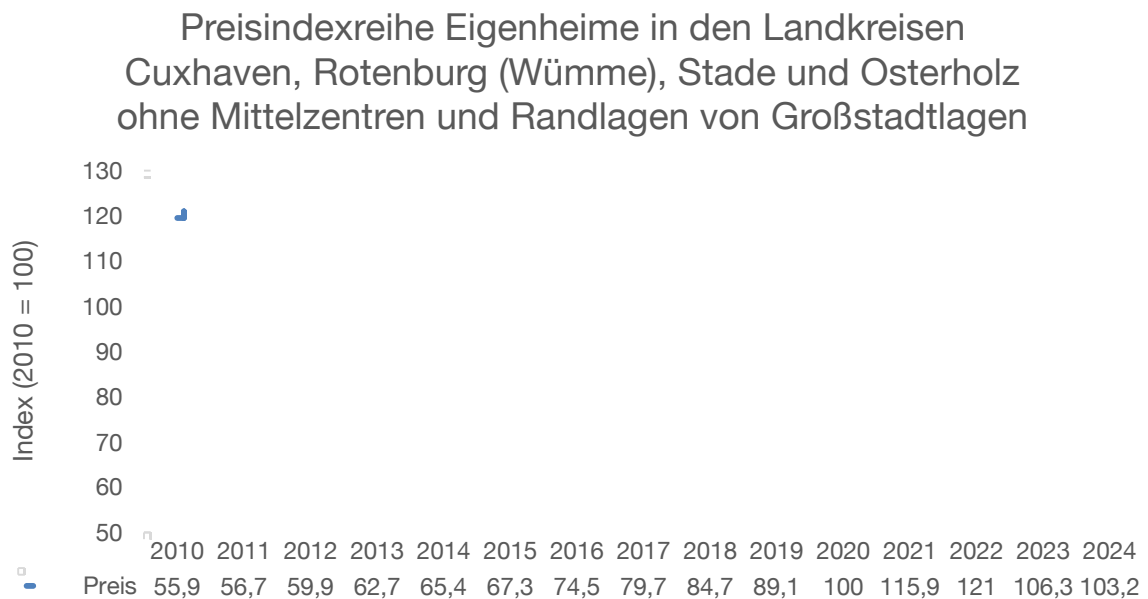 Preisindexreihe Eigenheime in den Landkreisen
Cuxhaven, Rotenburg (Wümme), Stade und Osterholz
ohne Mittelzentren und Randlagen von Großstadtlagen
Index (2010 = 100)
130
120
110
100
90
80
70
60
50
2010 2011 2012 2013 2014 2015 2016 2017 2018 2019 2020 2021 2022 2023 2024
Preis 55,9 56,7 59,9 62,7 65,4 67,3 74,5 79,7 84,7 89,1 100 115,9 121 106,3 103,2